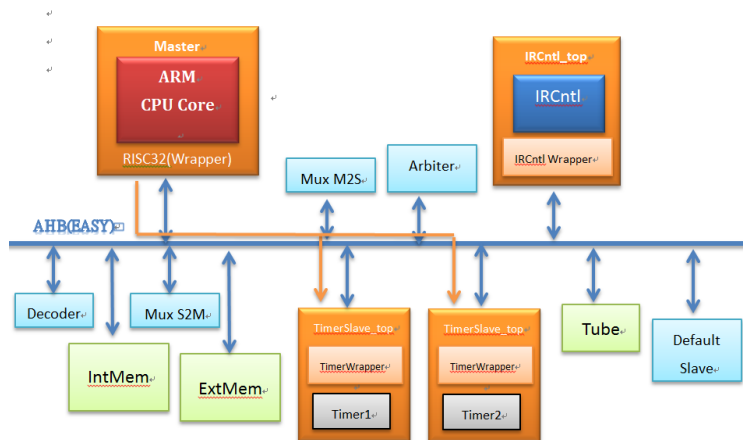 Master
ARM
CPU Core
RISC32(Wrapper)
IRCntl_top
IRCntl
IRCntl Wrapper
Mux M2S
Arbiter
AHB(EASY)
Decoder
Mux S2M
IntMem
ExtMem
TimerSlave_top
TimerWrapper
Timer1
TimerSlave_top
TimerWrapper
Timer2
Tube
Default
Slave